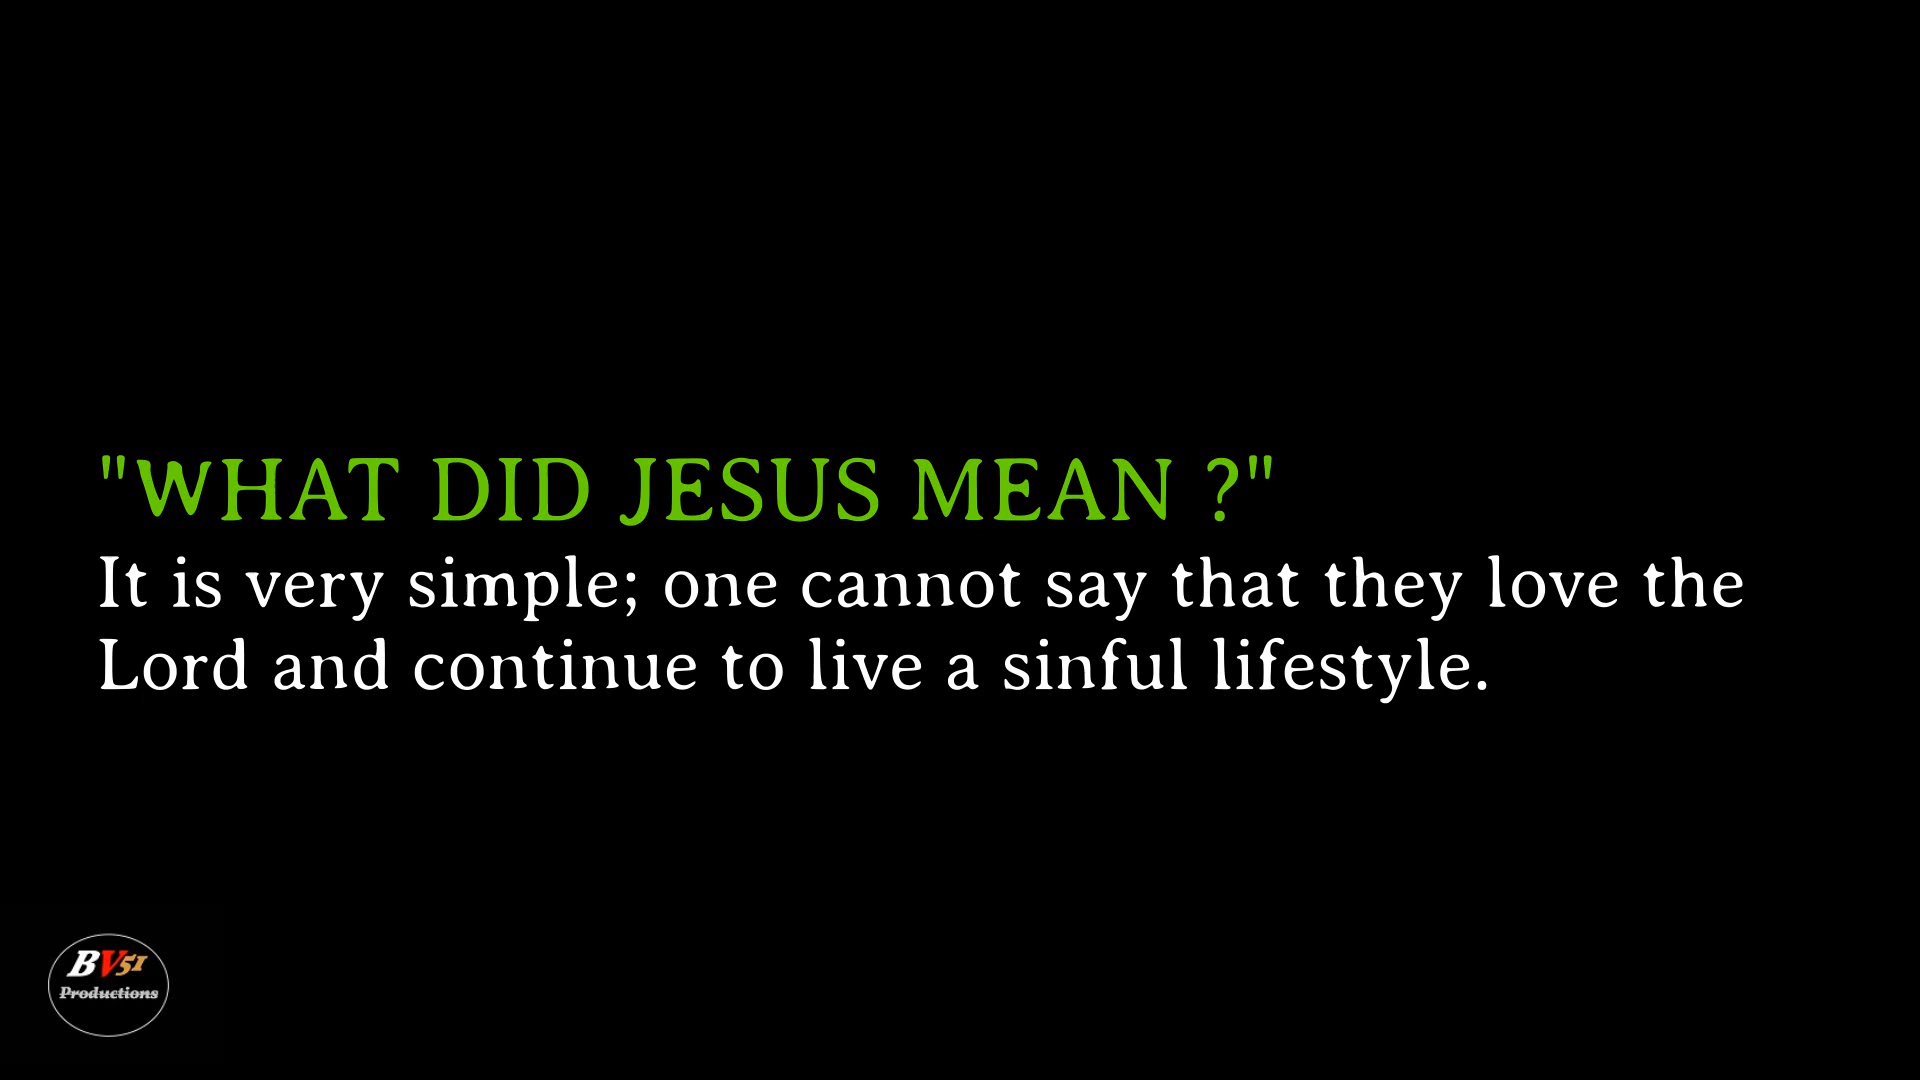 "WHAT DID JESUS MEAN ?"
It is very simple; one cannot say that they love the
Lord and continue to live a sinful lifestyle.
BV51
Productions